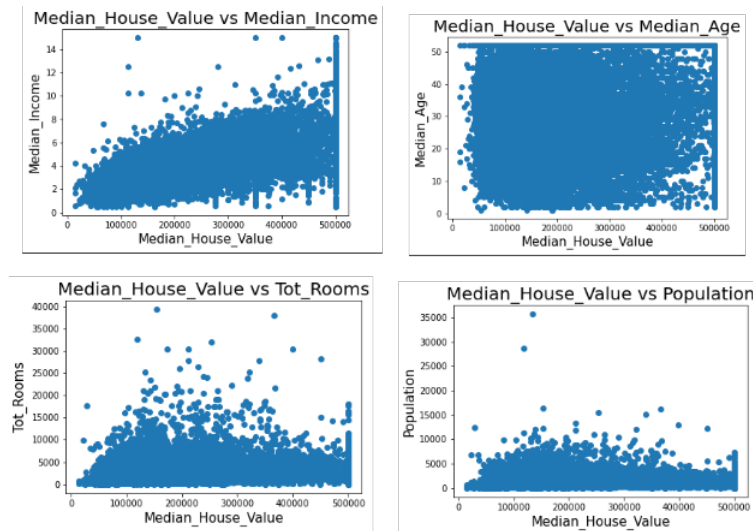 Median_House_Value vs Median_Income
14
12
10
8
6
4
2
0
Median_Income
0 100000 200000 300000 400000 500000
Median_House_Value
Median_House_Value vs Median_Age
50
40
30
20
10
0
Median_Age
0 100000 200000 300000 400000 500000
Median_House_Value
Median_House_Value vs Tot_Rooms
40000
35000
30000
25000
20000
15000
10000
5000
0
Tot_Rooms
0 100000 200000 300000 400000 500000
Median_House_Value
Median_House_Value vs Population
35000
30000
25000
20000
15000
10000
5000
0
Population
0 100000 200000 300000 400000 500000
Median_House_Value